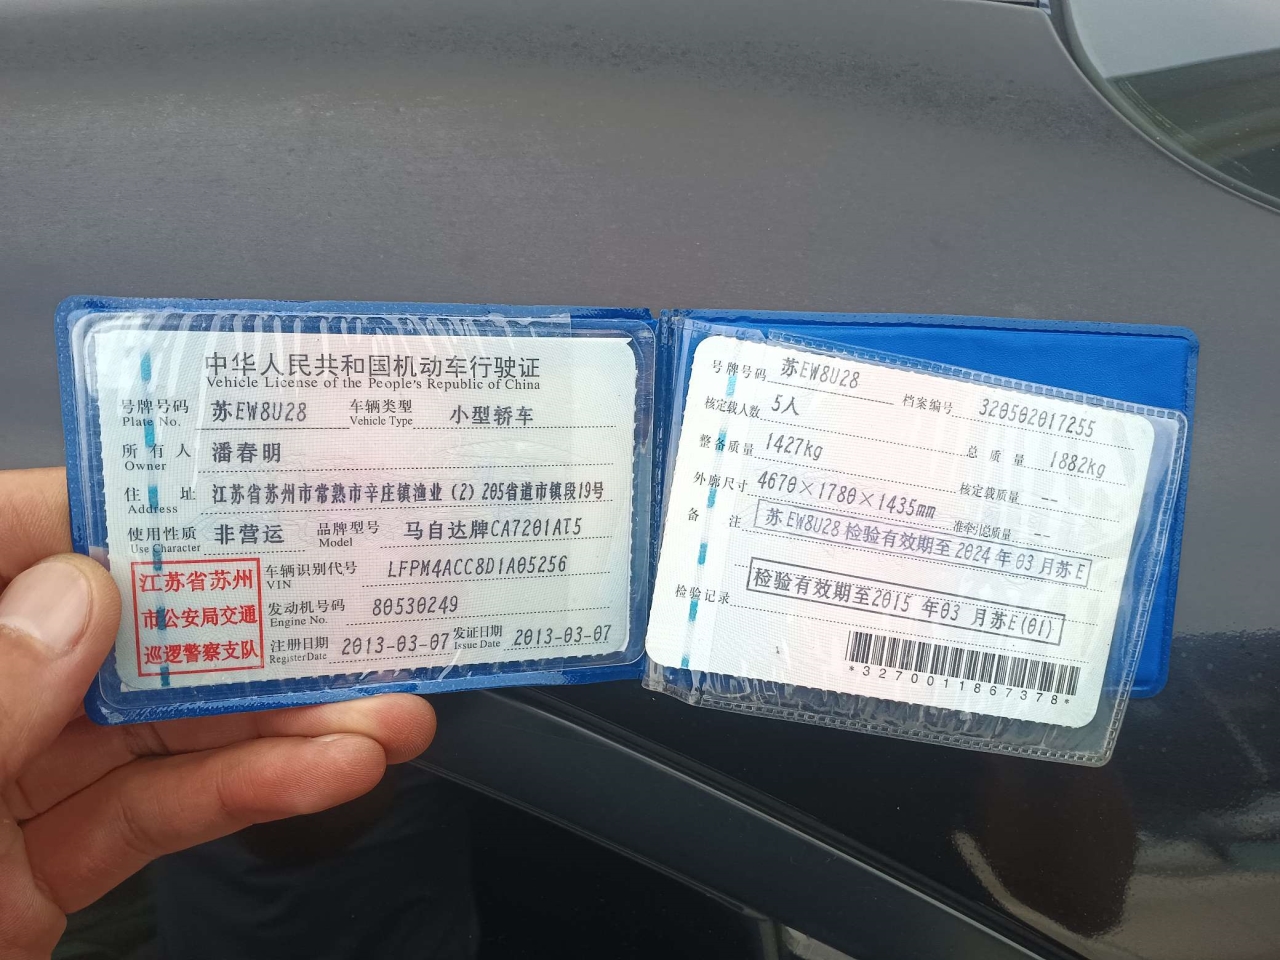 中华人民共和国机动车行驶证
Vehicle License of the People's Republic of China
号牌号码 苏EW8U28 车辆类型 小型轿车
Plate No. Vehicle Type
所有人 潘春明
Owner
住址 江苏省苏州市常熟市辛庄镇渔业(2)205省道市镇段19号
Address
使用性质 非营运 品牌型号 马自达牌CA7201AT5
Use Character Model
江苏省苏州
市公安局交通
巡逻警察支队
车辆识别代号 LFPM4ACC8D1A05256
VIN
发动机号码 80530249
Engine No.
注册日期 2013-03-07 发证日期 2013-03-07
Register Date Issue Date
号牌号码 苏EW8U28 档案编号 320502017255
核定载人数 5人 总质量 1882kg
整备质量 1427kg 核定载质量 --
外廓尺寸 4670×1780×1435mm 准牵引总质量 --
备注 苏EW8U28检验有效期至2024年03月苏E
检验记录 检验有效期至2015年03月苏E(01)
*3270011867378*